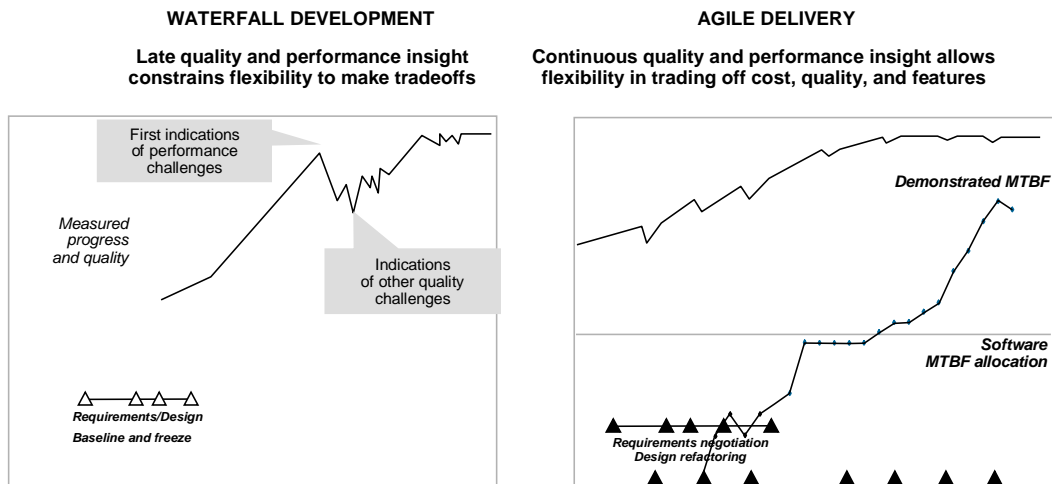 WATERFALL DEVELOPMENT
Late quality and performance insight
constrains flexibility to make tradeoffs
First indications
of performance
challenges
Measured
progress
and quality
Indications
of other quality
challenges
Requirements/Design
Baseline and freeze
AGILE DELIVERY
Continuous quality and performance insight allows
flexibility in trading off cost, quality, and features
Demonstrated MTBF
Software
MTBF allocation
Requirements negotiation
Design refactoring